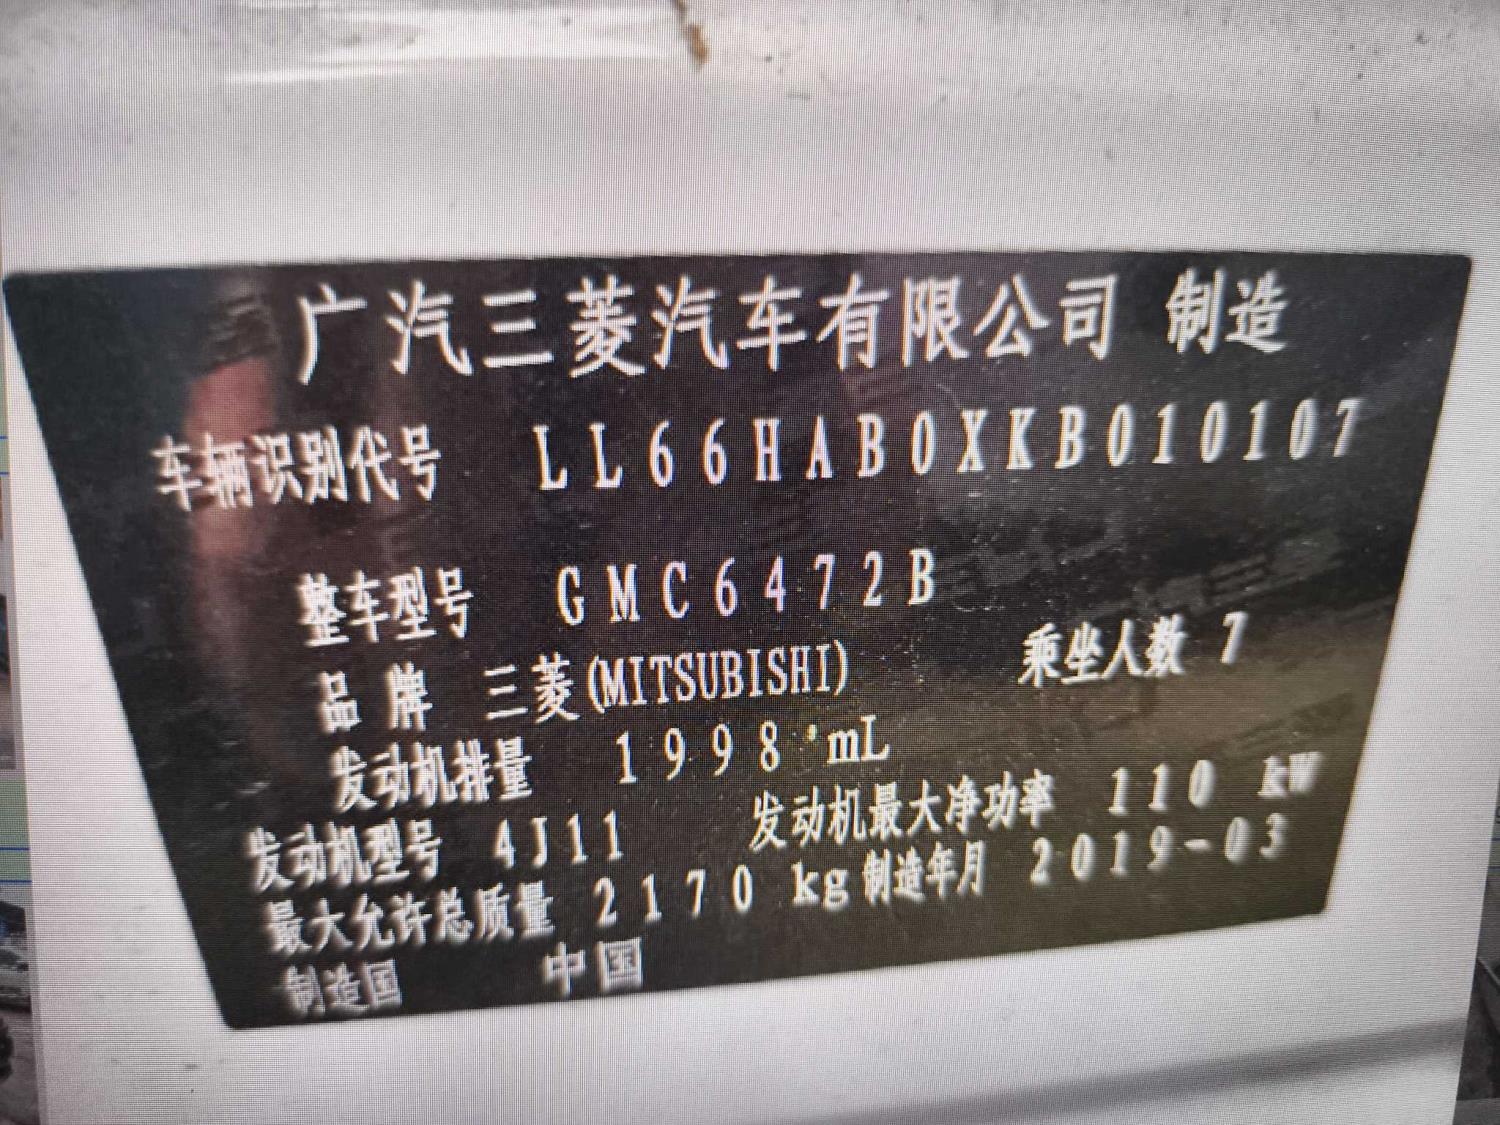 广汽三菱汽车有限公司 制造
车辆识别代号 LL66HAB0XKB010107
整车型号 GMC6472B
品牌 三菱(MITSUBISHI) 乘坐人数 7
发动机排量 1998 mL
发动机型号 4J11 发动机最大净功率 110 kW
最大允许总质量 2170 kg 制造年月 2019-03
制造国 中国